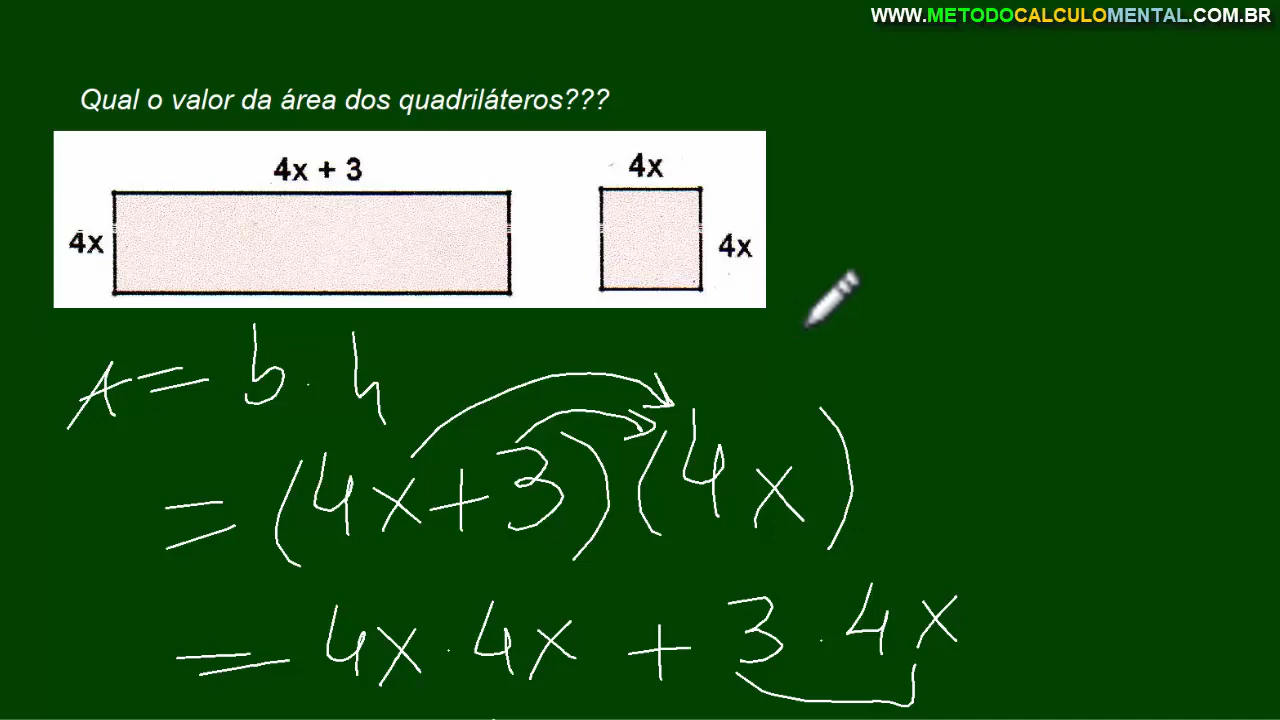 WWW.METODOCALCULOMENTAL.COM.BR
Qual o valor da área dos quadriláteros???
4x + 3
4x
4x
4x
A = b . h
= (4x+3)(4x)
= 4x . 4x + 3 . 4x